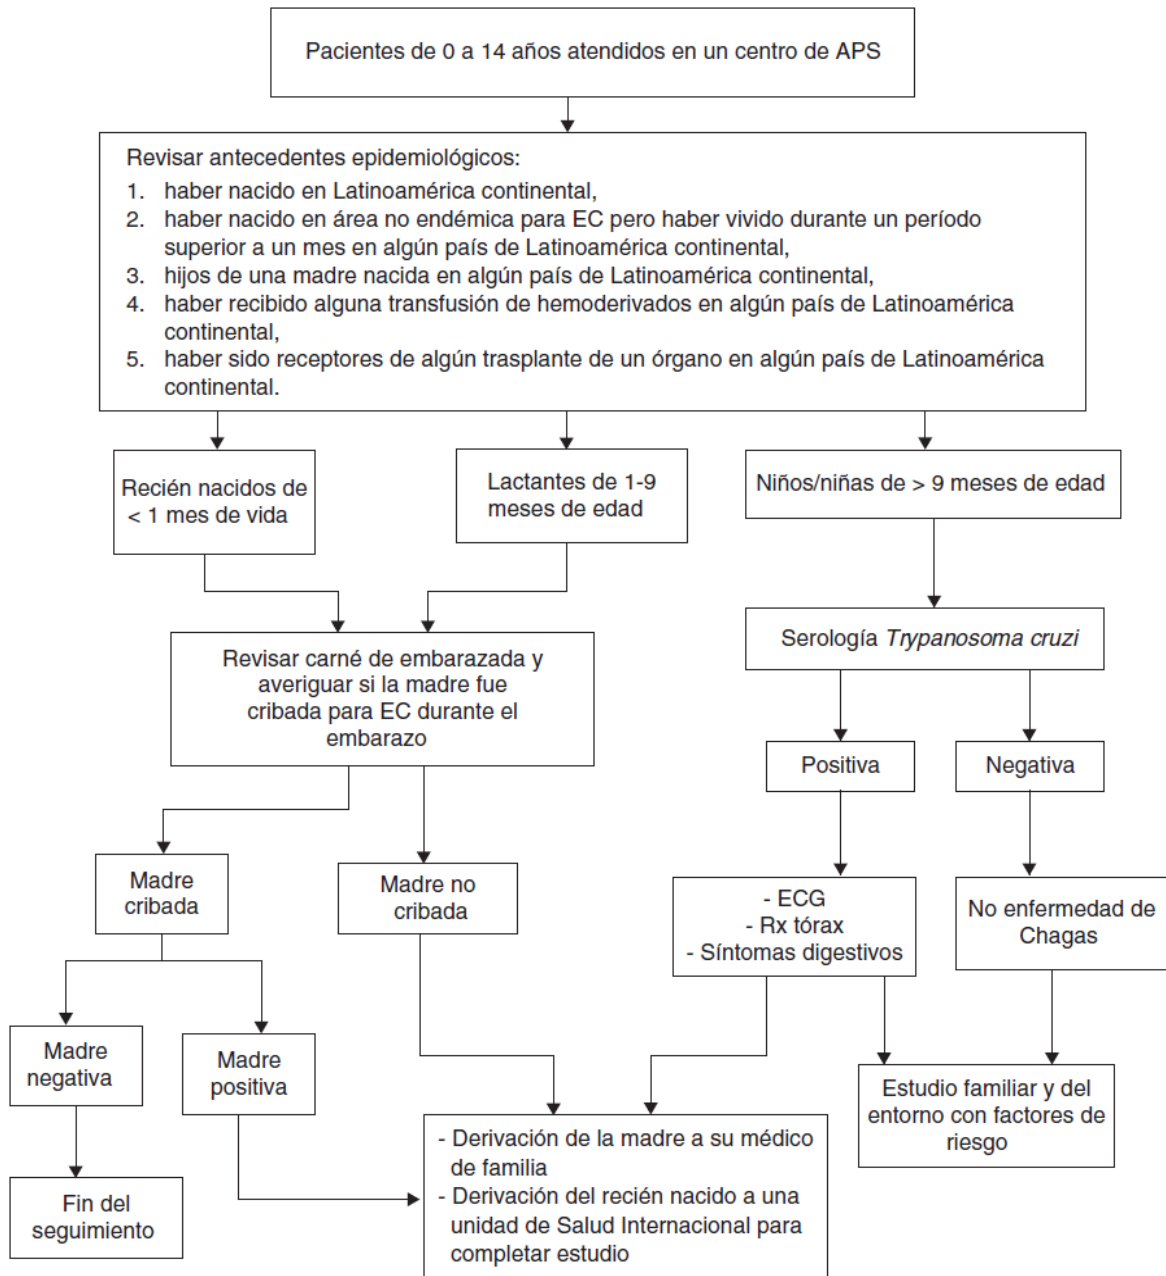 Pacientes de 0 a 14 años atendidos en un centro de APS
Revisar antecedentes epidemiológicos:
1. haber nacido en Latinoamérica continental,
2. haber nacido en área no endémica para EC pero haber vivido durante un período
superior a un mes en algún país de Latinoamérica continental,
3. hijos de una madre nacida en algún país de Latinoamérica continental,
4. haber recibido alguna transfusión de hemoderivados en algún país de Latinoamérica
continental,
5. haber sido receptores de algún trasplante de un órgano en algún país de Latinoamérica
continental.
Recién nacidos de
< 1 mes de vida
Lactantes de 1-9
meses de edad
Niños/niñas de > 9 meses de edad
Revisar carné de embarazada y
averiguar si la madre fue
cribada para EC durante el
embarazo
Serología Trypanosoma cruzi
Positiva
Negativa
Madre
cribada
Madre no
cribada
- ECG
- Rx tórax
- Síntomas digestivos
No enfermedad de
Chagas
Madre
negativa
Madre
positiva
Estudio familiar y del
entorno con factores de
riesgo
- Derivación de la madre a su médico
de familia
- Derivación del recién nacido a una
unidad de Salud Internacional para
completar estudio
Fin del
seguimiento